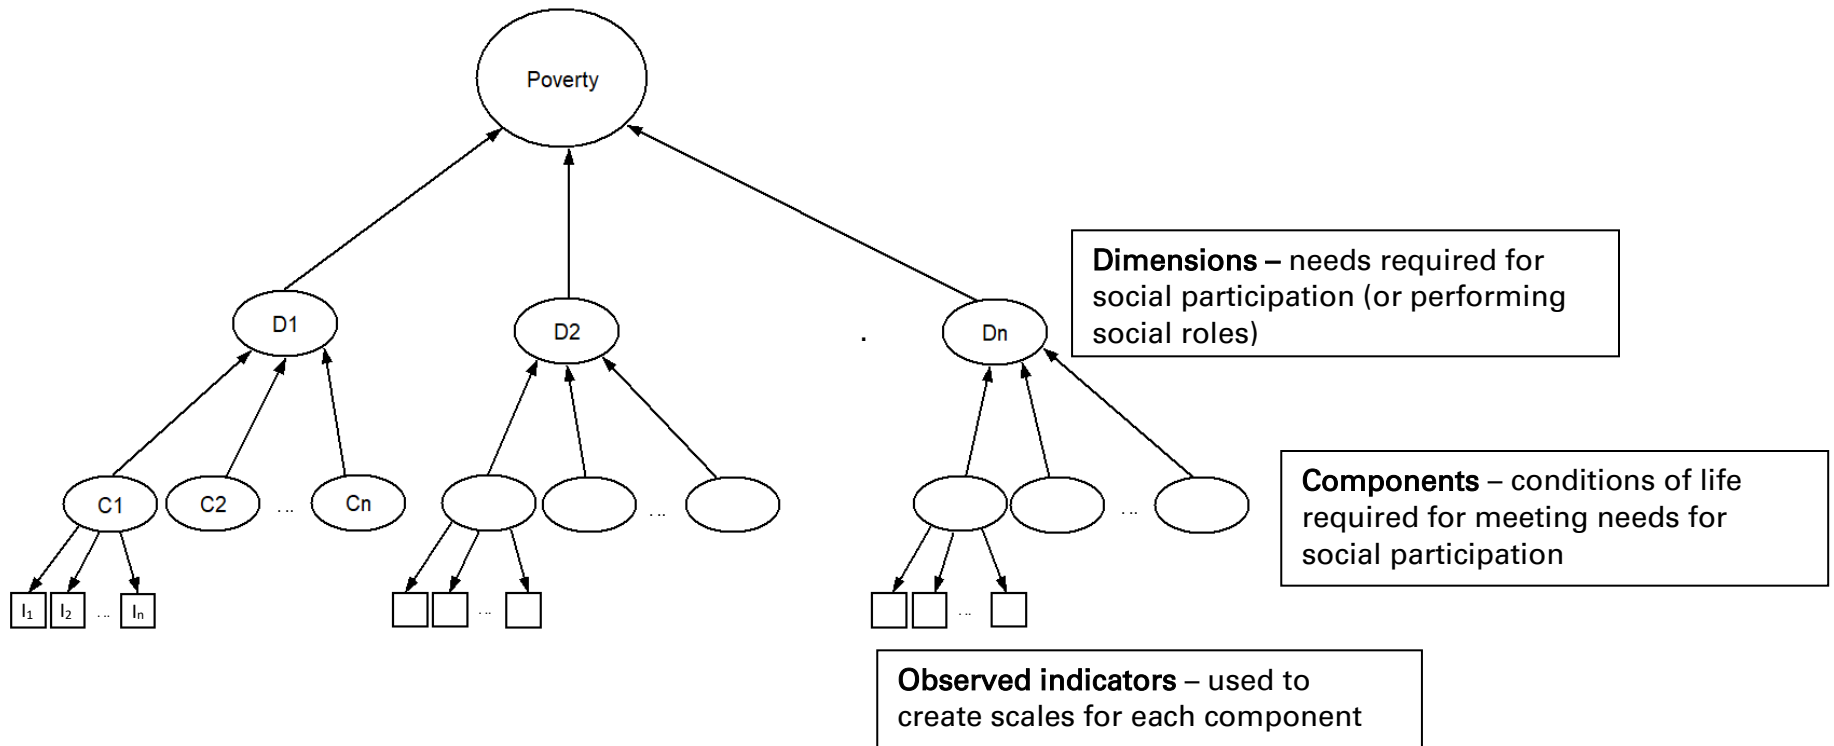 Poverty
Dimensions – needs required for
social participation (or performing
social roles)
D1
D2
.
Dn
Components – conditions of life
required for meeting needs for
social participation
C1
C2
...
Cn
...
...
I₁
I₂
...
Iₙ
...
...
Observed indicators – used to
create scales for each component